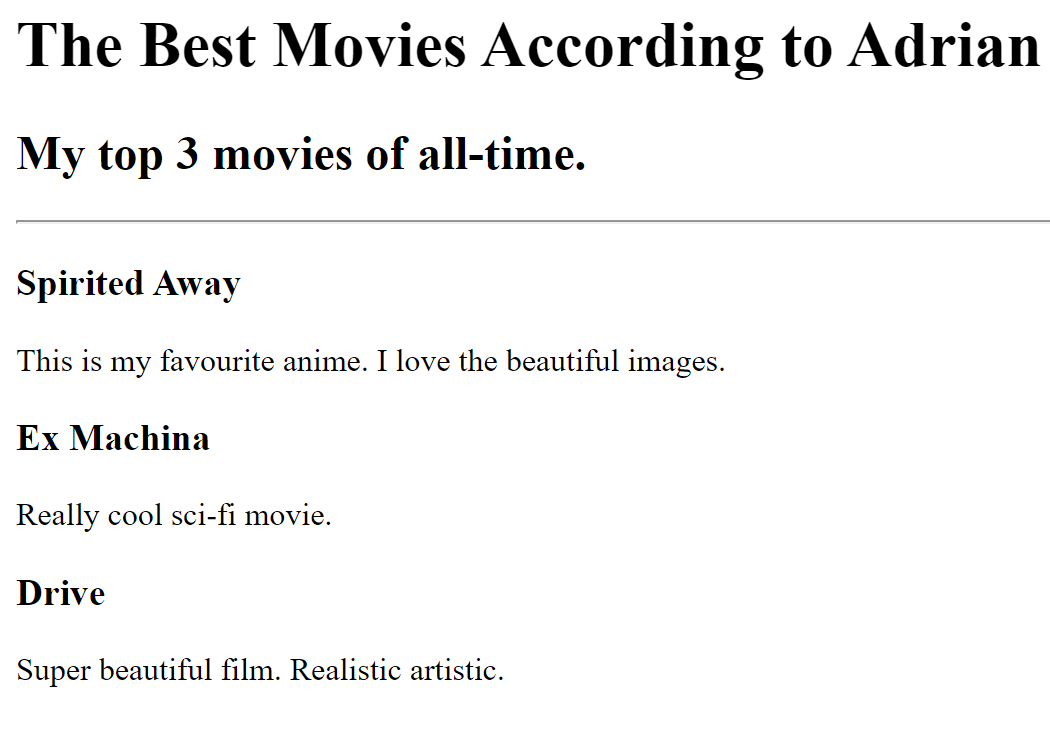 The Best Movies According to Adrian
My top 3 movies of all-time.
Spirited Away
This is my favourite anime. I love the beautiful images.
Ex Machina
Really cool sci-fi movie.
Drive
Super beautiful film. Realistic artistic.